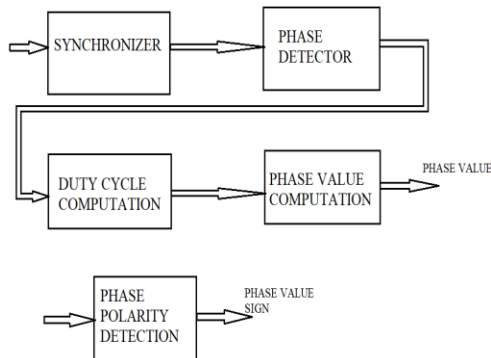 SYNCHRONIZER
PHASE
DETECTOR
DUTY CYCLE
COMPUTATION
PHASE VALUE
COMPUTATION
PHASE VALUE
PHASE
POLARITY
DETECTION
PHASE VALUE
SIGN